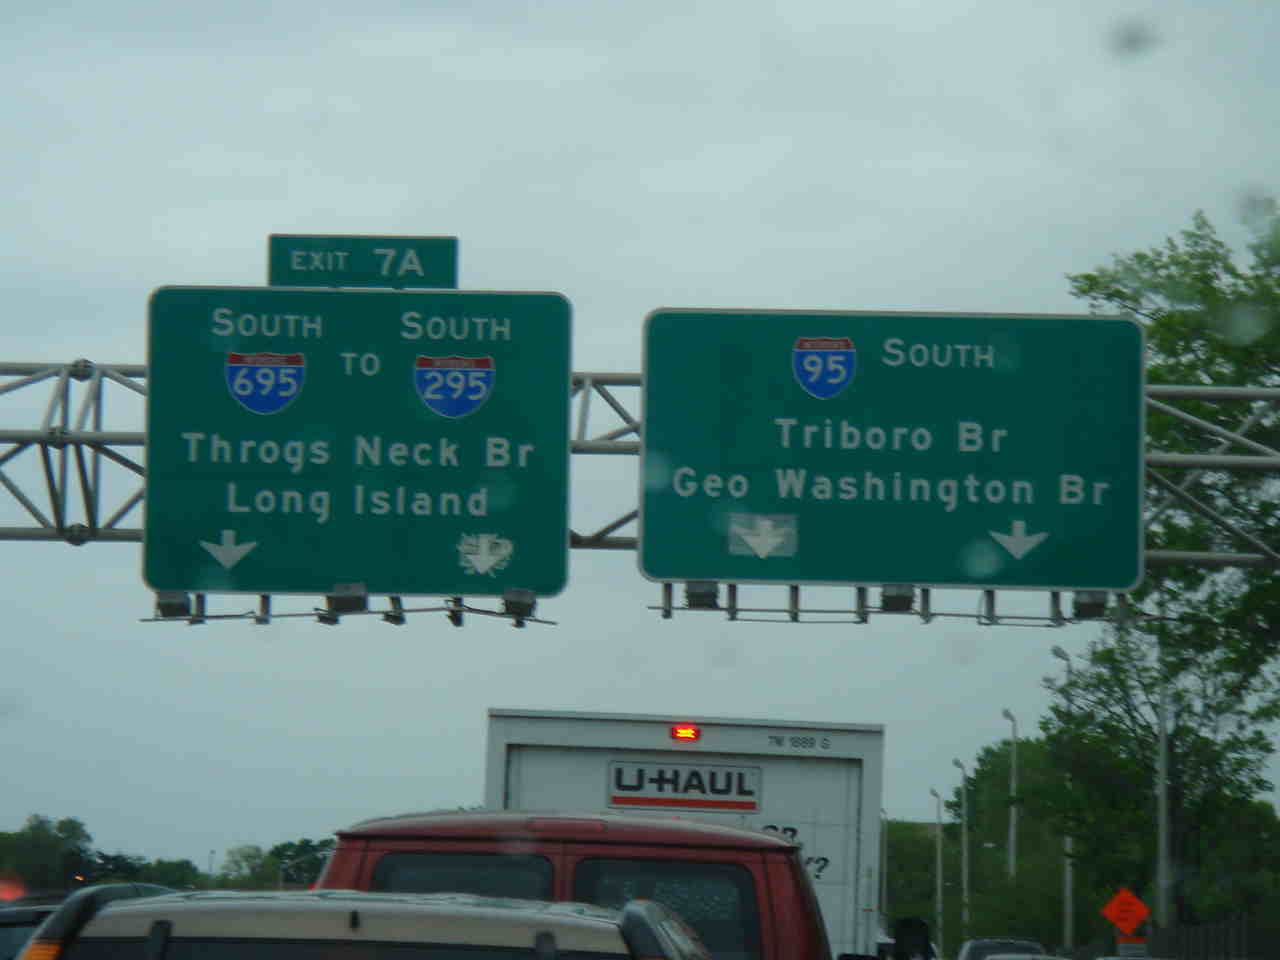 EXIT 7A
SOUTH SOUTH
695 TO 295
Throgs Neck Br
Long Island
95 SOUTH
Triboro Br
Geo Washington Br
U-HAUL